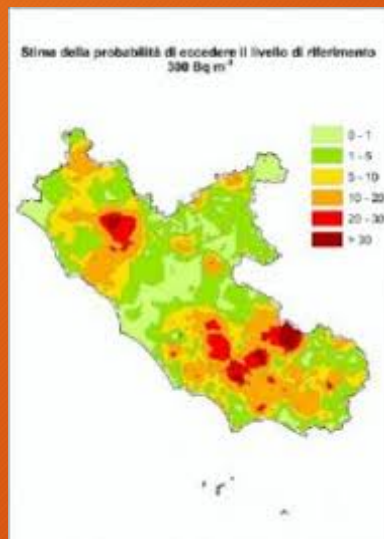 Stima della probabilità di eccedere il livello di riferimento
300 Bq m⁻³
0 - 1
1 - 5
5 - 10
10 - 20
20 - 30
> 30